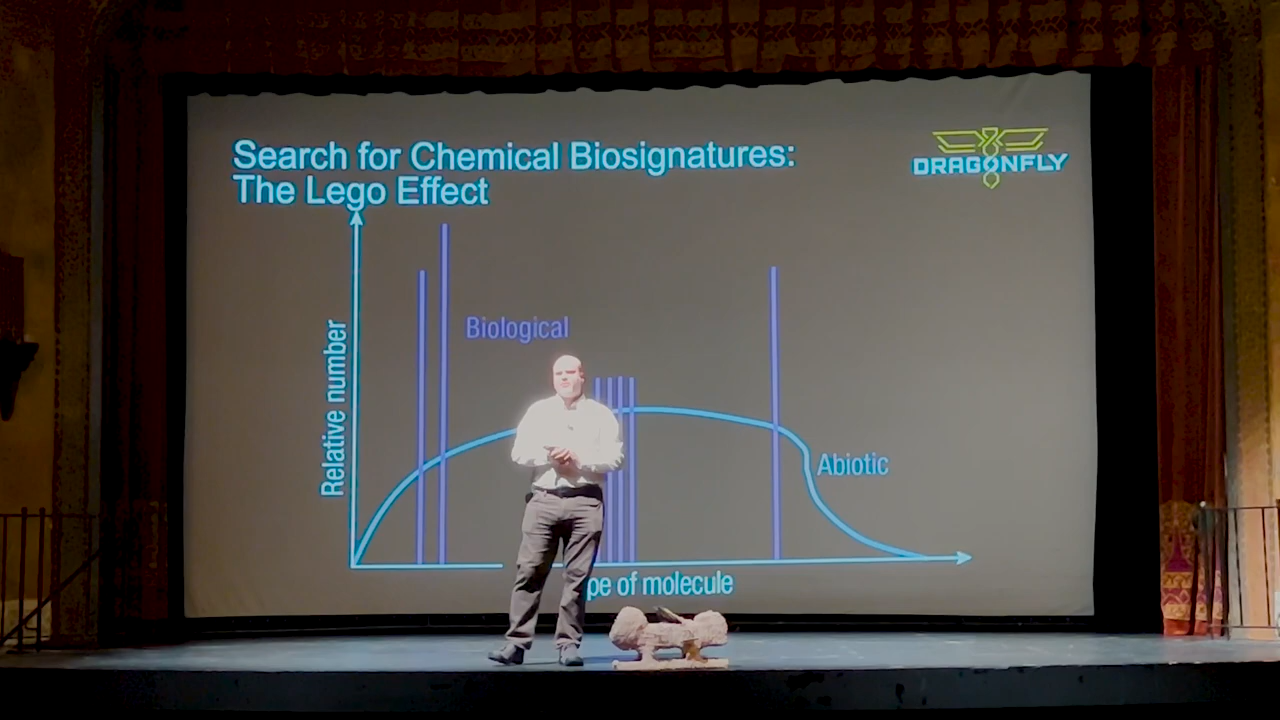 Search for Chemical Biosignatures:
The Lego Effect
DRAGONFLY
Relative number
Biological
Abiotic
pe of molecule